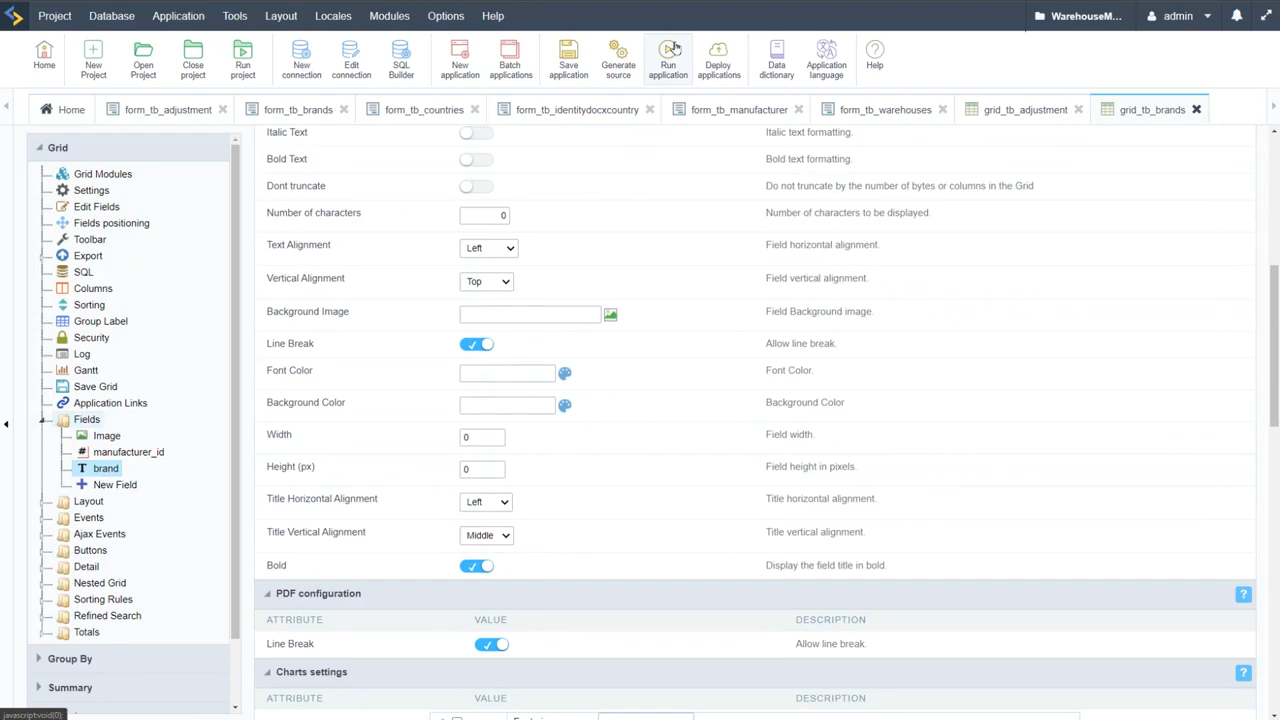 Project Database Application Tools Layout Locales Modules Options Help WarehouseM... admin
Home New Project Open Project Close project Run project New connection Edit connection SQL Builder New application Batch applications Save application Generate source Run application Deploy applications Data dictionary Application language Help
Home form_tb_adjustment form_tb_brands form_tb_countries form_tb_identitydocxcountry form_tb_manufacturer form_tb_warehouses grid_tb_adjustment grid_tb_brands
Grid
Grid Modules
Settings
Edit Fields
Fields positioning
Toolbar
Export
SQL
Columns
Sorting
Group Label
Security
Log
Gantt
Save Grid
Application Links
Fields
Image
# manufacturer_id
T brand
New Field
Layout
Events
Ajax Events
Buttons
Detail
Nested Grid
Sorting Rules
Refined Search
Totals
Group By
Summary
javascript:void(0);
Italic Text Italic text formatting.
Bold Text Bold text formatting.
Dont truncate Do not truncate by the number of bytes or columns in the Grid
Number of characters 0 Number of characters to be displayed.
Text Alignment Left Field horizontal alignment.
Vertical Alignment Top Field vertical alignment.
Background Image Field Background image.
Line Break Allow line break.
Font Color Font Color.
Background Color Background Color
Width 0 Field width.
Height (px) 0 Field height in pixels.
Title Horizontal Alignment Left Title horizontal alignment.
Title Vertical Alignment Middle Title vertical alignment.
Bold Display the field title in bold.
PDF configuration ?
ATTRIBUTE VALUE DESCRIPTION
Line Break Allow line break.
Charts settings ?
ATTRIBUTE VALUE DESCRIPTION